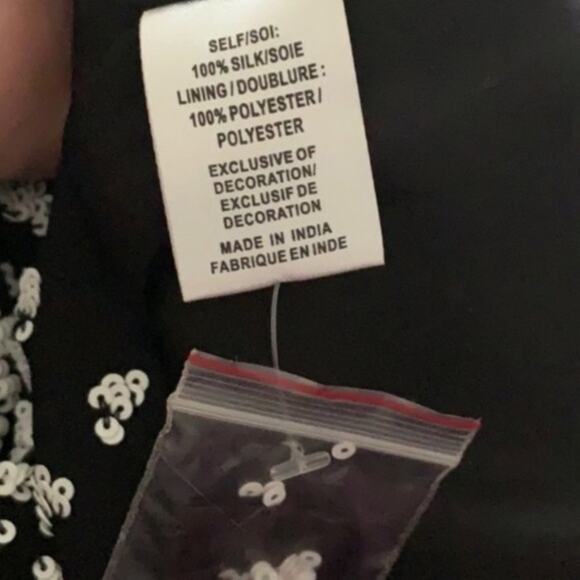 SELF/SOI:
100% SILK/SOIE
LINING / DOUBLURE :
100% POLYESTER /
POLYESTER
EXCLUSIVE OF
DECORATION/
EXCLUSIF DE
DECORATION
MADE IN INDIA
FABRIQUE EN INDE